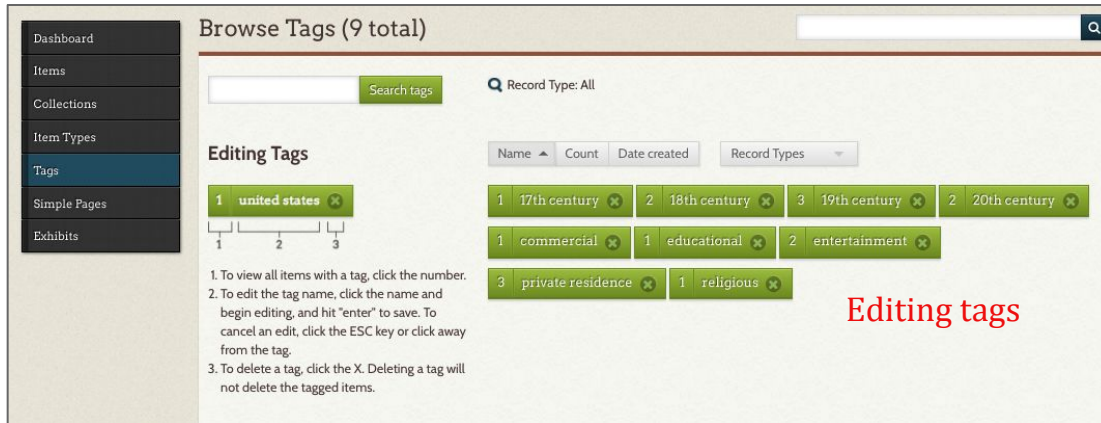 Dashboard
Items
Collections
Item Types
Tags
Simple Pages
Exhibits
Browse Tags (9 total)
Search tags
Record Type: All
Editing Tags
1 united states
1 2 3
1. To view all items with a tag, click the number.
2. To edit the tag name, click the name and
begin editing, and hit "enter" to save. To
cancel an edit, click the ESC key or click away
from the tag.
3. To delete a tag, click the X. Deleting a tag will
not delete the tagged items.
Name Count Date created Record Types
1 17th century 2 18th century 3 19th century 2 20th century
1 commercial 1 educational 2 entertainment
3 private residence 1 religious
Editing tags